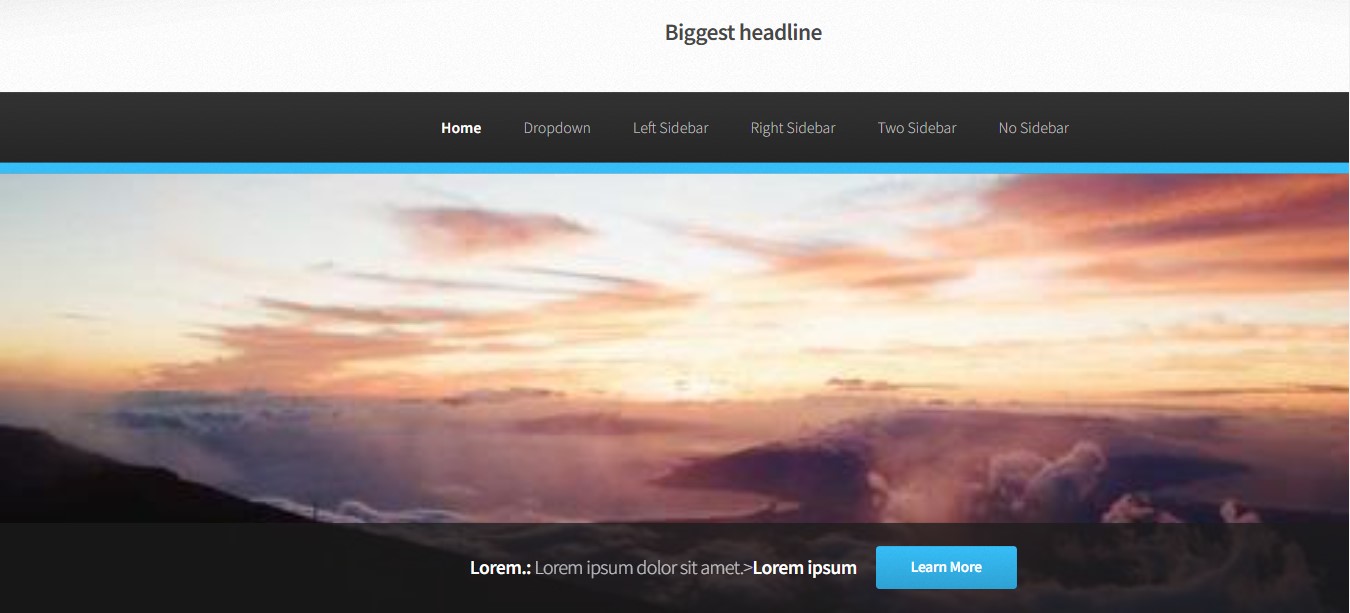 Biggest headline
Home Dropdown Left Sidebar Right Sidebar Two Sidebar No Sidebar
Lorem.: Lorem ipsum dolor sit amet.>Lorem ipsum Learn More